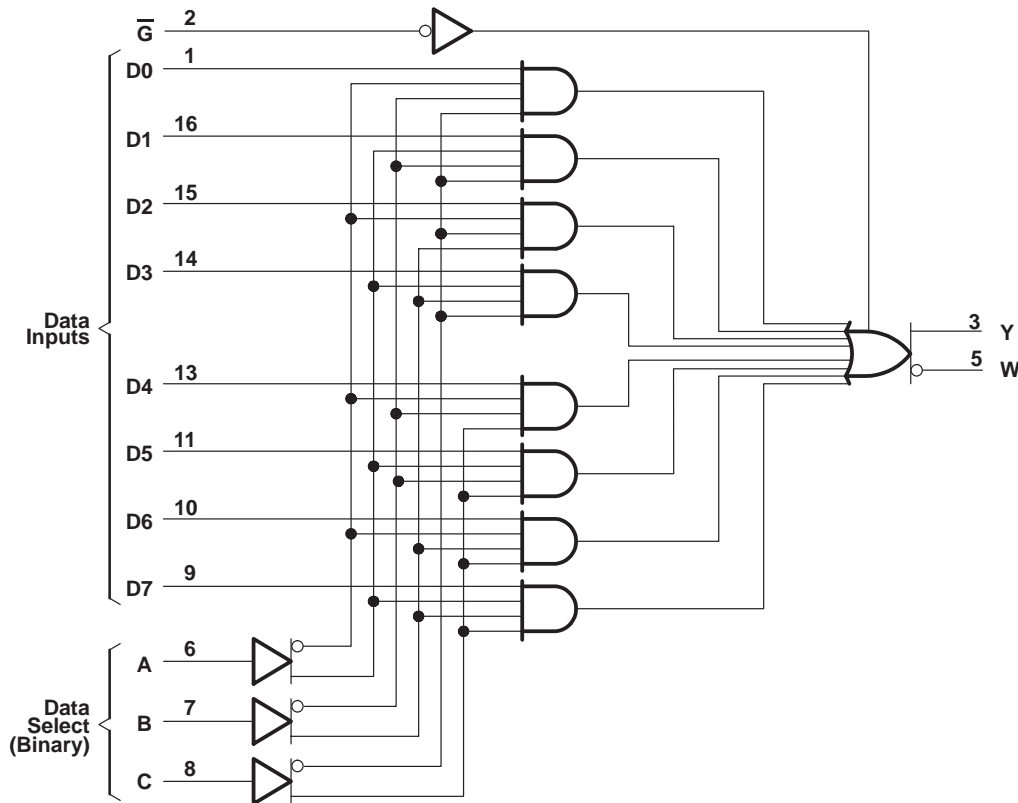 G̅ 2
D0 1
D1 16
D2 15
D3 14
Data
Inputs
D4 13
D5 11
D6 10
D7 9
3 Y
5 W
A 6
B 7
C 8
Data
Select
(Binary)